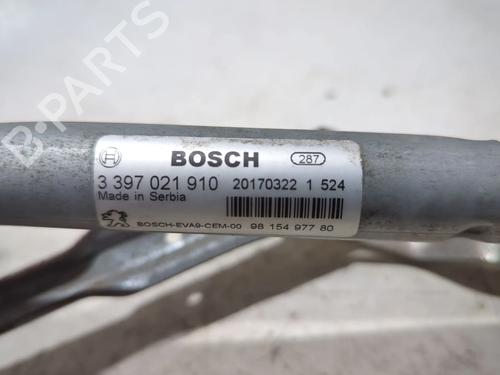 B-PARTS
BOSCH 287
3 397 021 910 20170322 1 524
Made in Serbia
BOSCH-EVA9-CEM-00 98 154 977 80